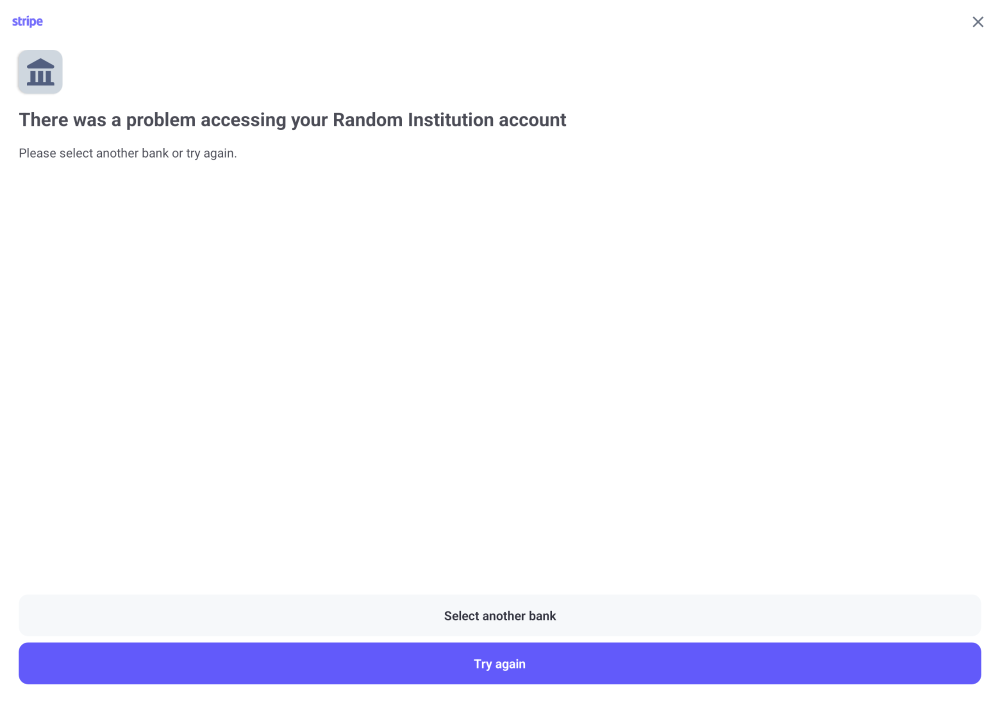 stripe
There was a problem accessing your Random Institution account
Please select another bank or try again.
Select another bank
Try again